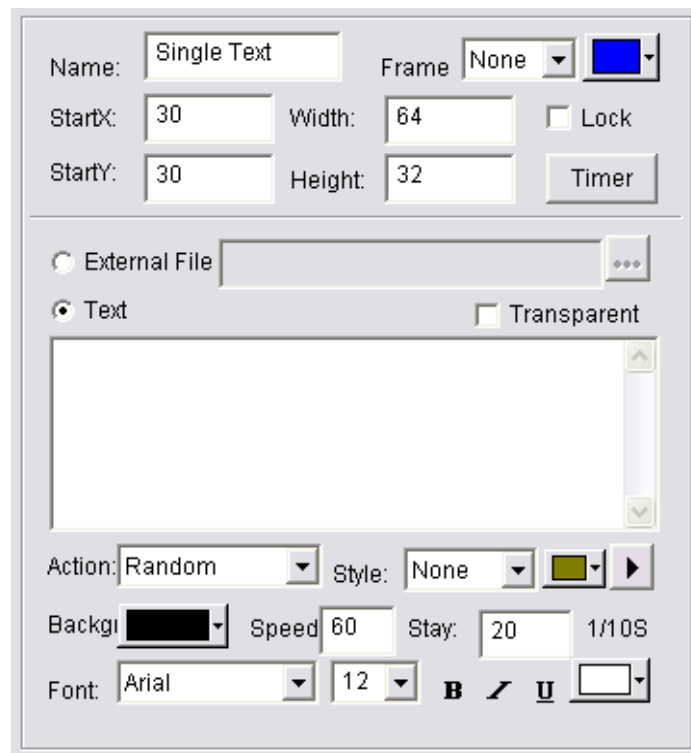 Name: Single Text Frame None
StartX: 30 Width: 64 Lock
StartY: 30 Height: 32 Timer
External File
Text Transparent
Action: Random Style: None
Backgr 60 Speed Stay: 20 1/10S
Font: Arial 12 B I U